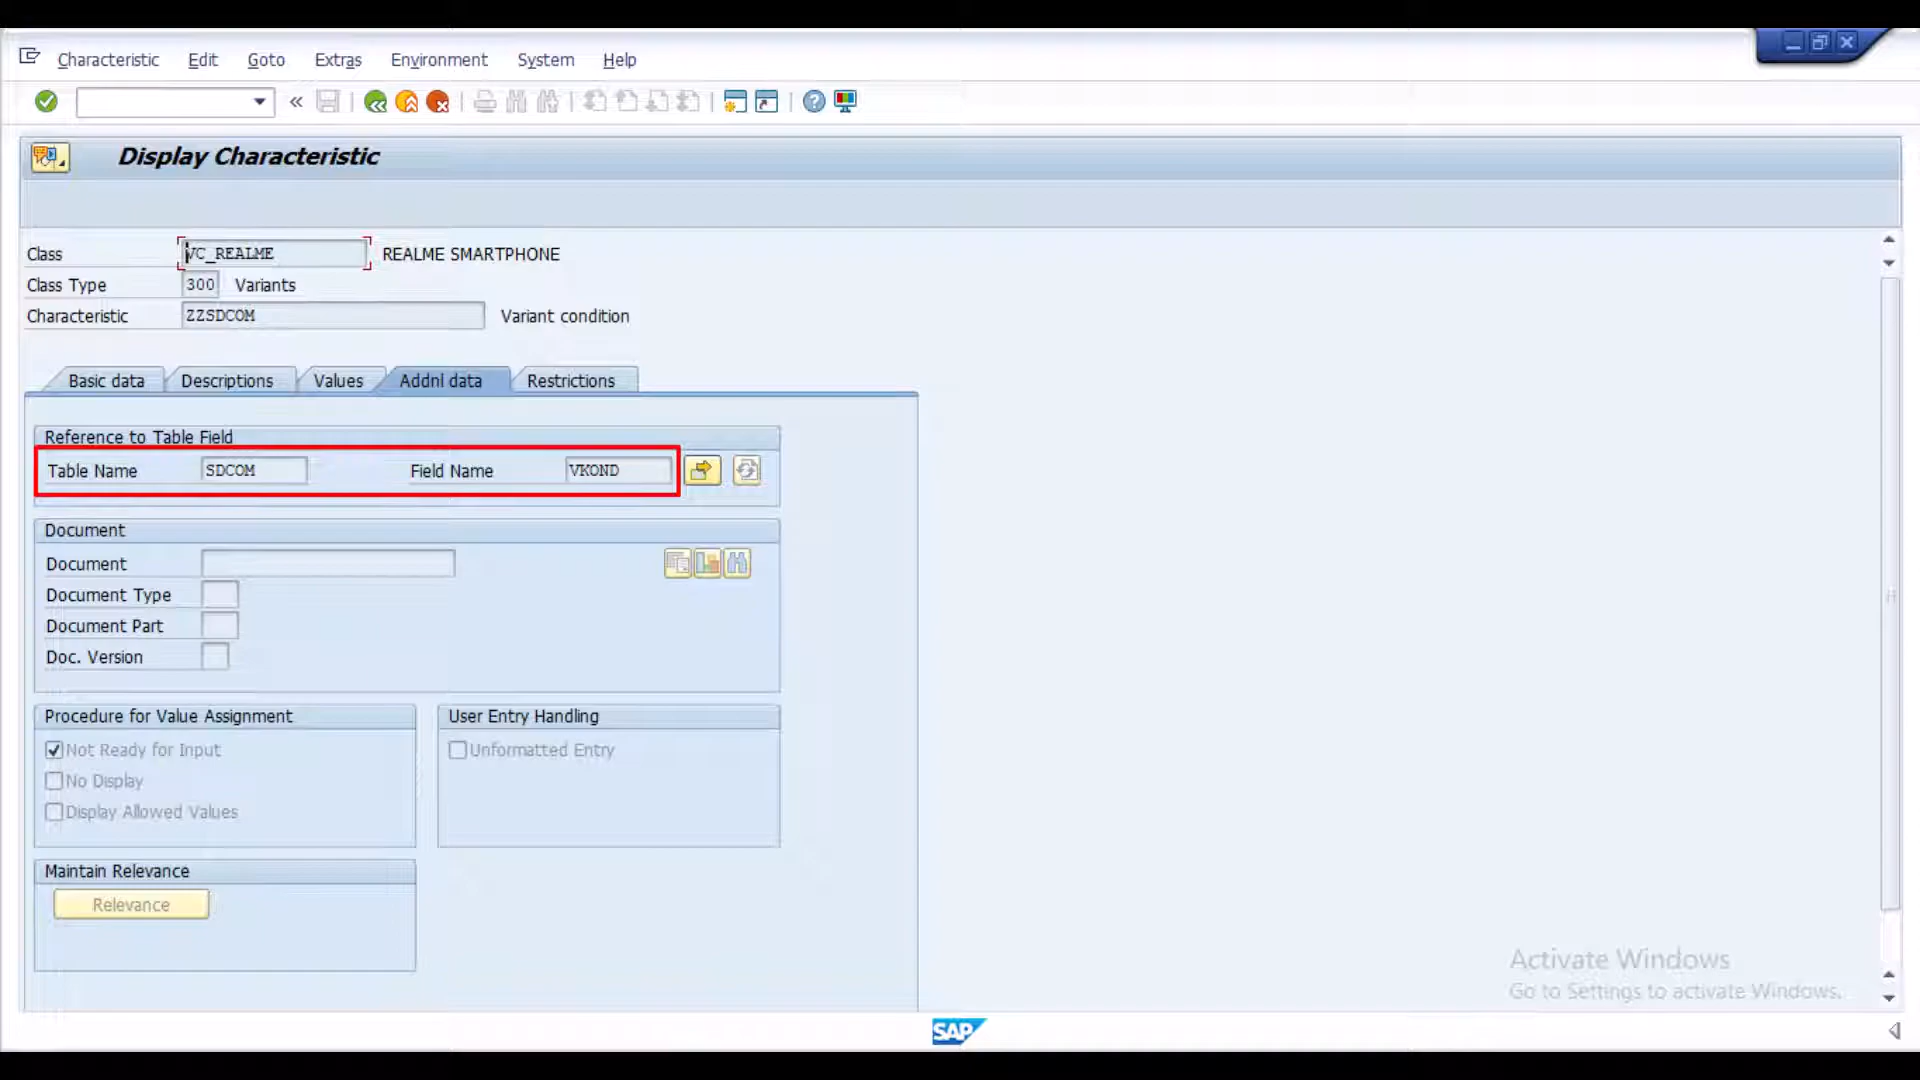 Characteristic Edit Goto Extras Environment System Help
Display Characteristic
Class VC_REALME REALME SMARTPHONE
Class Type 300 Variants
Characteristic ZZSDCOM Variant condition
Basic data Descriptions Values Addnl data Restrictions
Reference to Table Field
Table Name SDCOM Field Name VKOND
Document
Document
Document Type
Document Part
Doc. Version
Procedure for Value Assignment User Entry Handling
Not Ready for Input Unformatted Entry
No Display
Display Allowed Values
Maintain Relevance
Relevance
Activate Windows
Go to Settings to activate Windows.
SAP